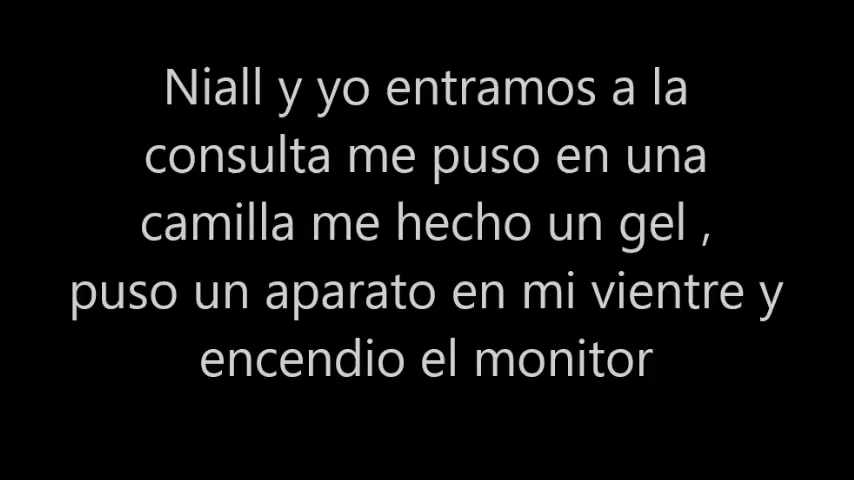 Niall y yo entramos a la
consulta me puso en una
camilla me hecho un gel ,
puso un aparato en mi vientre y
encendio el monitor